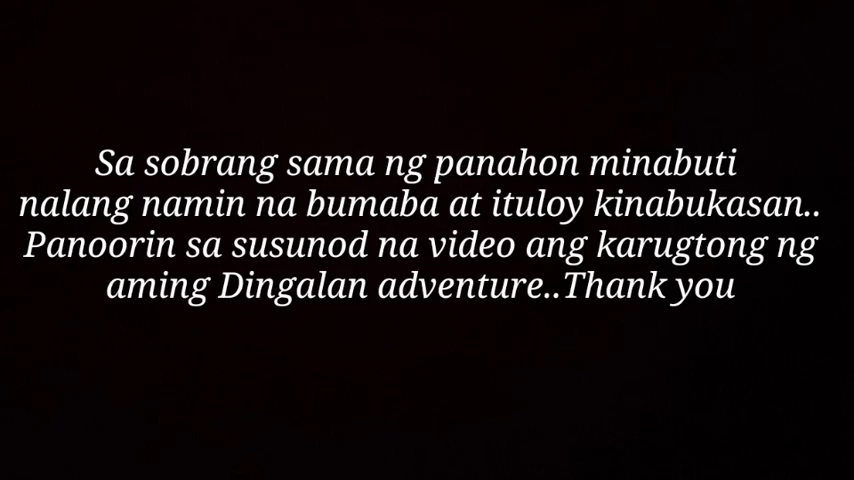 Sa sobrang sama ng panahon minabuti
nalang namin na bumaba at ituloy kinabukasan..
Panoorin sa susunod na video ang karugtong ng
aming Dingalan adventure..Thank you